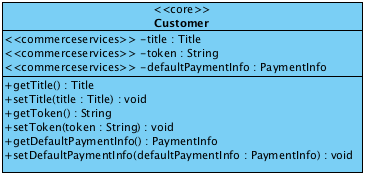 <<core>>
Customer
<<commerceservices>> -title : Title
<<commerceservices>> -token : String
<<commerceservices>> -defaultPaymentInfo : PaymentInfo
+getTitle() : Title
+setTitle(title : Title) : void
+getToken() : String
+setToken(token : String) : void
+getDefaultPaymentInfo() : PaymentInfo
+setDefaultPaymentInfo(defaultPaymentInfo : PaymentInfo) : void